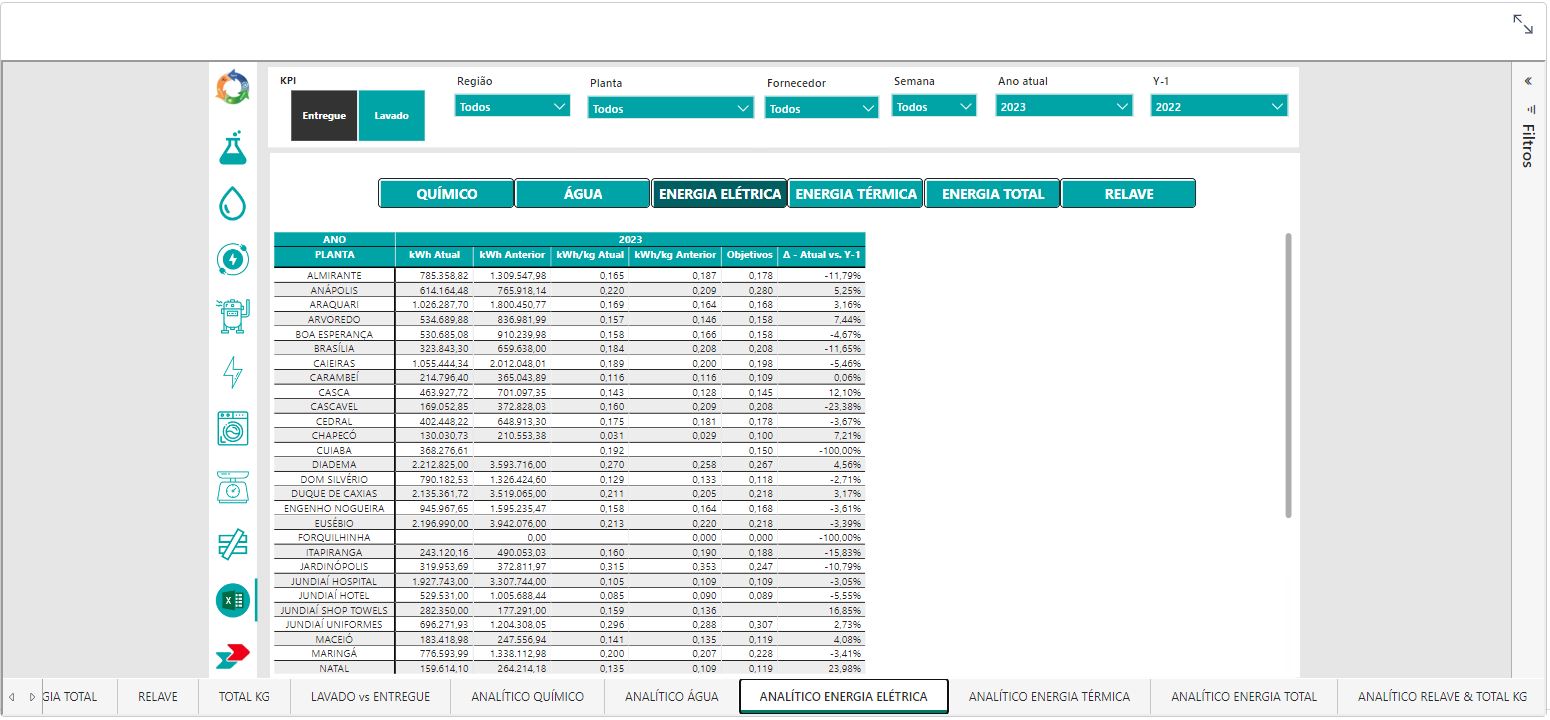 KPI
Entregue Lavado
Região
Todos
Planta
Todos
Fornecedor
Todos
Semana
Todos
Ano atual
2023
Y-1
2022
Filtros
QUÍMICO ÁGUA ENERGIA ELÉTRICA ENERGIA TÉRMICA ENERGIA TOTAL RELAVE
ANO 2023
PLANTA kWh Atual kWh Anterior kWh/kg Atual kWh/kg Anterior Objetivos Δ - Atual vs. Y-1
ALMIRANTE 785.358,82 1.309.547,98 0,165 0,187 0,178 -11,79%
ANÁPOLIS 614.164,48 765.918,14 0,220 0,209 0,280 5,25%
ARAQUARI 1.026.287,70 1.800.450,77 0,169 0,164 0,168 3,16%
ARVOREDO 534.689,88 836.981,99 0,157 0,146 0,158 7,44%
BOA ESPERANÇA 530.685,08 910.239,98 0,158 0,166 0,158 -4,67%
BRASÍLIA 323.843,30 659.638,00 0,184 0,208 0,208 -11,65%
CAIEIRAS 1.055.444,34 2.012.048,01 0,189 0,200 0,198 -5,46%
CARAMBEÍ 214.796,40 365.043,89 0,116 0,116 0,109 0,06%
CASCA 463.927,72 701.097,35 0,143 0,128 0,145 12,10%
CASCAVEL 169.052,85 372.828,03 0,160 0,209 0,208 -23,38%
CEDRAL 402.448,22 648.913,30 0,175 0,181 0,178 -3,67%
CHAPECÓ 130.030,73 210.553,38 0,031 0,029 0,100 7,21%
CUIABA 368.276,61 0,192 0,150 -100,00%
DIADEMA 2.212.825,00 3.593.716,00 0,270 0,258 0,267 4,56%
DOM SILVÉRIO 790.182,53 1.326.424,60 0,129 0,133 0,118 -2,71%
DUQUE DE CAXIAS 2.135.361,72 3.519.065,00 0,211 0,205 0,218 3,17%
ENGENHO NOGUEIRA 945.967,65 1.595.235,47 0,158 0,164 0,168 -3,61%
EUSÉBIO 2.196.990,00 3.942.076,00 0,213 0,220 0,218 -3,39%
FORQUILHINHA 0,00 0,000 0,000 -100,00%
ITAPIRANGA 243.120,16 490.053,03 0,160 0,190 0,188 -15,83%
JARDINÓPOLIS 319.953,69 372.811,97 0,315 0,353 0,247 -10,79%
JUNDIAÍ HOSPITAL 1.927.743,00 3.307.744,00 0,105 0,109 0,109 -3,05%
JUNDIAÍ HOTEL 529.531,00 1.005.688,44 0,085 0,090 0,089 -5,55%
JUNDIAÍ SHOP TOWELS 282.350,00 177.291,00 0,159 0,136 16,85%
JUNDIAÍ UNIFORMES 696.271,93 1.204.308,05 0,296 0,288 0,307 2,73%
MACEIÓ 183.418,98 247.556,94 0,141 0,135 0,119 4,08%
MARINGÁ 776.593,99 1.338.112,98 0,200 0,207 0,228 -3,41%
NATAL 159.614,10 264.214,18 0,135 0,109 0,119 23,98%
GIA TOTAL RELAVE TOTAL KG LAVADO vs ENTREGUE ANALÍTICO QUÍMICO ANALÍTICO ÁGUA ANALÍTICO ENERGIA ELÉTRICA ANALÍTICO ENERGIA TÉRMICA ANALÍTICO ENERGIA TOTAL ANALÍTICO RELAVE & TOTAL KG